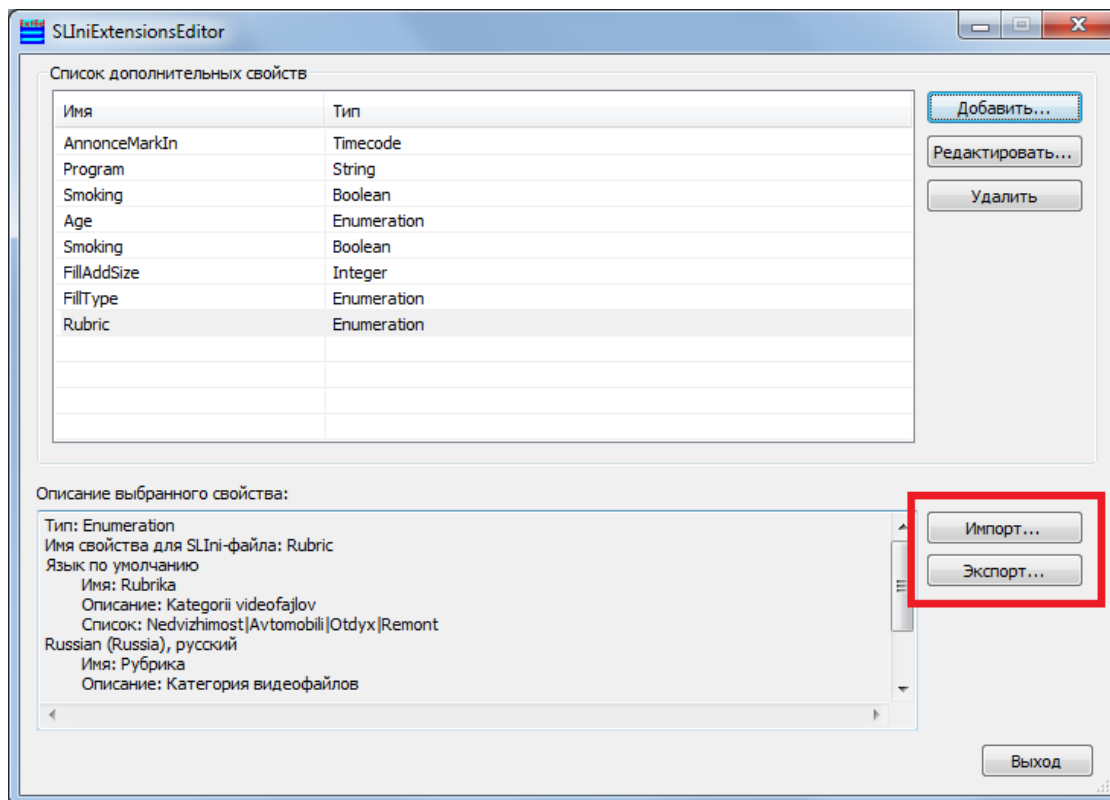 SLIniExtensionsEditor
Список дополнительных свойств
Имя Тип
AnnonceMarkIn Timecode
Program String
Smoking Boolean
Age Enumeration
Smoking Boolean
FillAddSize Integer
FillType Enumeration
Rubric Enumeration
Добавить...
Редактировать...
Удалить
Описание выбранного свойства:
Тип: Enumeration
Имя свойства для SLIni-файла: Rubric
Язык по умолчанию
Имя: Rubrika
Описание: Kategorii videofajlov
Список: Nedvizhimost|Avtomobili|Otdyx|Remont
Russian (Russia), русский
Имя: Рубрика
Описание: Категория видеофайлов
Импорт...
Экспорт...
Выход